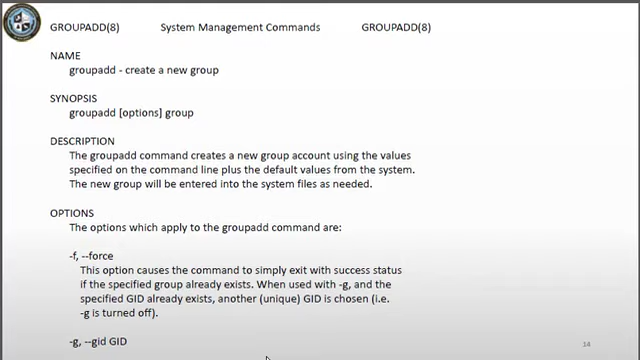 GROUPADD(8) System Management Commands GROUPADD(8)
NAME
groupadd - create a new group
SYNOPSIS
groupadd [options] group
DESCRIPTION
The groupadd command creates a new group account using the values
specified on the command line plus the default values from the system.
The new group will be entered into the system files as needed.
OPTIONS
The options which apply to the groupadd command are:
-f, --force
This option causes the command to simply exit with success status
if the specified group already exists. When used with -g, and the
specified GID already exists, another (unique) GID is chosen (i.e.
-g is turned off).
-g, --gid GID
14